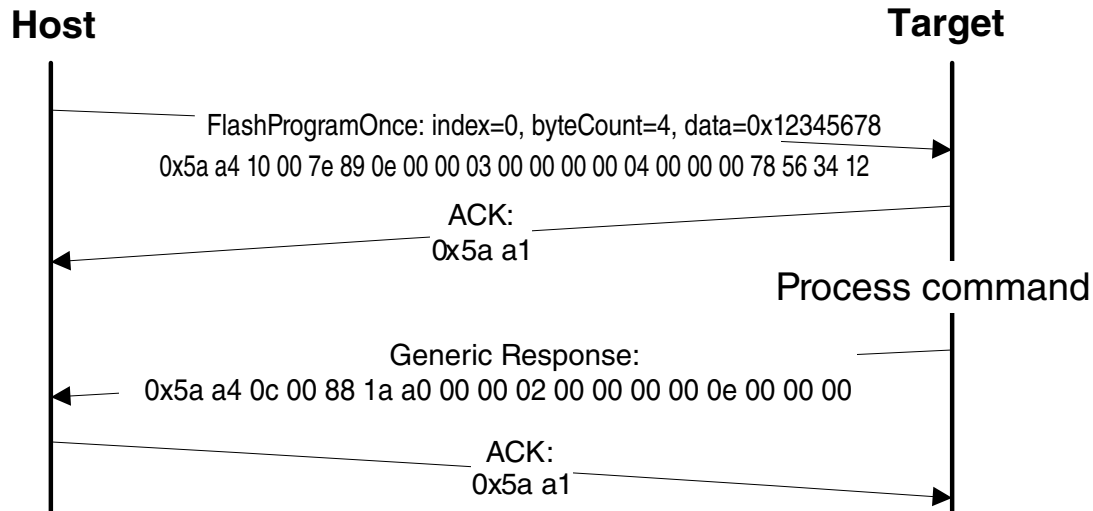 Host
Target
FlashProgramOnce: index=0, byteCount=4, data=0x12345678
0x5a a4 10 00 7e 89 0e 00 00 03 00 00 00 00 04 00 00 00 78 56 34 12
ACK:
0x5a a1
Process command
Generic Response:
0x5a a4 0c 00 88 1a a0 00 00 02 00 00 00 00 0e 00 00 00
ACK:
0x5a a1